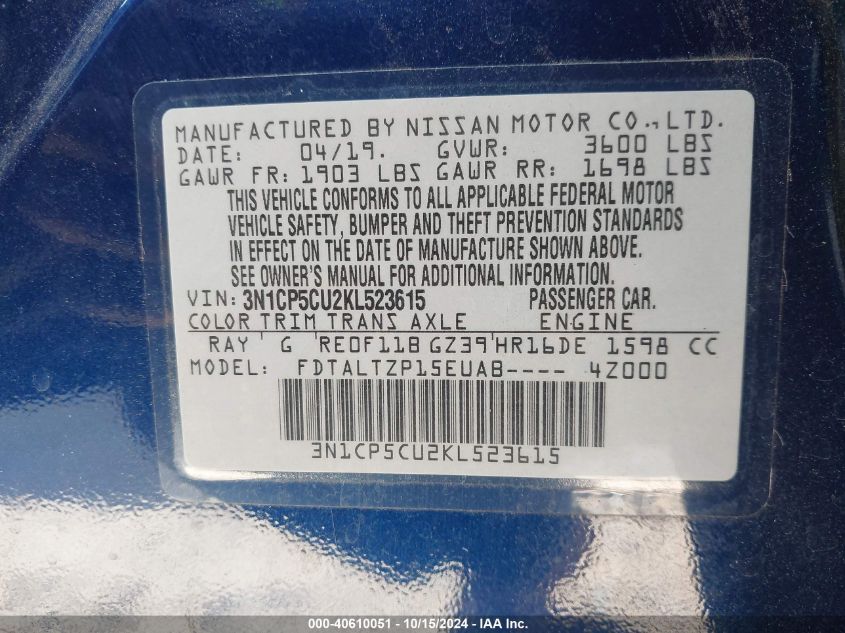 MANUFACTURED BY NISSAN MOTOR CO., LTD.
DATE: 04/19. GVWR: 3600 LBS
GAWR FR: 1903 LBS GAWR RR: 1698 LBS
THIS VEHICLE CONFORMS TO ALL APPLICABLE FEDERAL MOTOR
VEHICLE SAFETY, BUMPER AND THEFT PREVENTION STANDARDS
IN EFFECT ON THE DATE OF MANUFACTURE SHOWN ABOVE.
SEE OWNER'S MANUAL FOR ADDITIONAL INFORMATION.
VIN: 3N1CP5CU2KL523615 PASSENGER CAR.
COLOR TRIM TRANS AXLE ENGINE
RAY G RE0F11B GZ39 HR16DE 1598 CC
MODEL: FDTALTZP15EUAB---- 4Z000
3N1CP5CU2KL523615
000-40610051 - 10/15/2024 - IAA Inc.